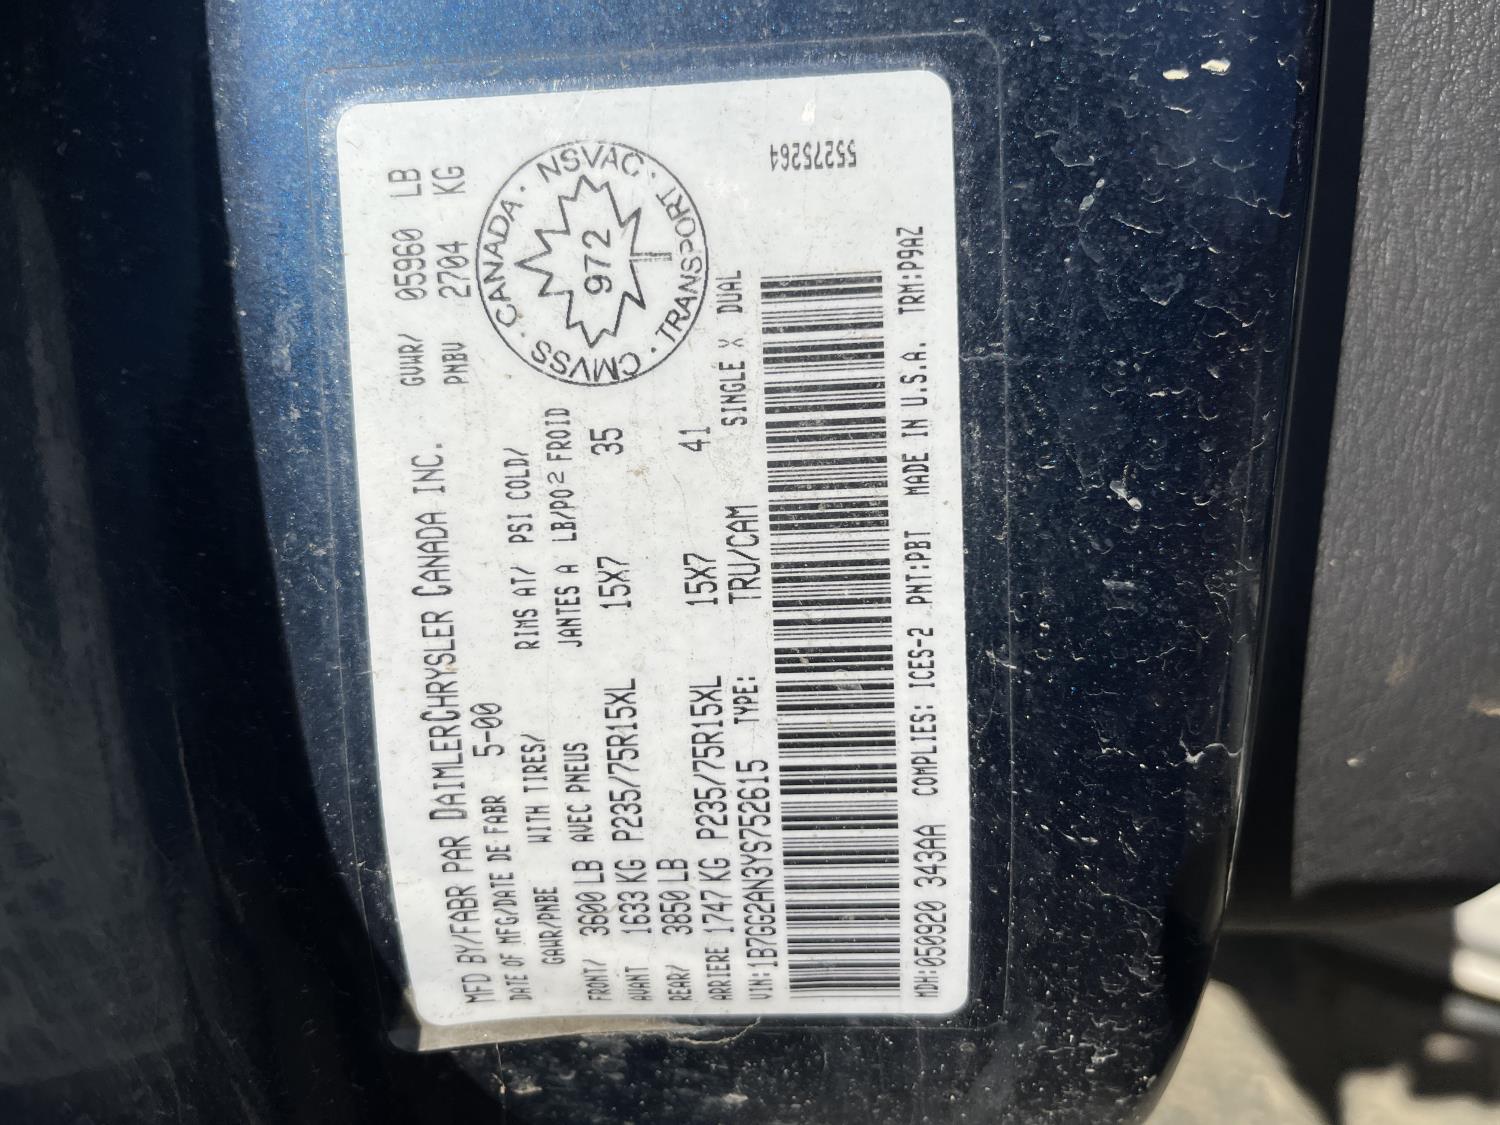 MFD BY/FABR PAR DAIMLERCHRYSLER CANADA INC.
DATE OF MFG/DATE DE FABR 5-00
GVWR/ 05960 LB
PNBV 2704 KG
GAWR/PNBE WITH TIRES/ RIMS AT/ PSI COLD/
AVEC PNEUS JANTES A LB/PO2 FROID
FRONT/ 3600 LB
AVANT 1633 KG P235/75R15XL 15X7 35
REAR/ 3850 LB
ARRIERE 1747 KG P235/75R15XL 15X7 41
CMVSS · CANADA · NSVAC · TRANSPORT ·
972
VIN:1B7GG2AN3YS752615 TYPE: TRU/CAM SINGLE X DUAL
MDH:050920 343AA COMPLIES: ICES-2 PNT:PBT MADE IN U.S.A. TRM:P9AZ
55275264